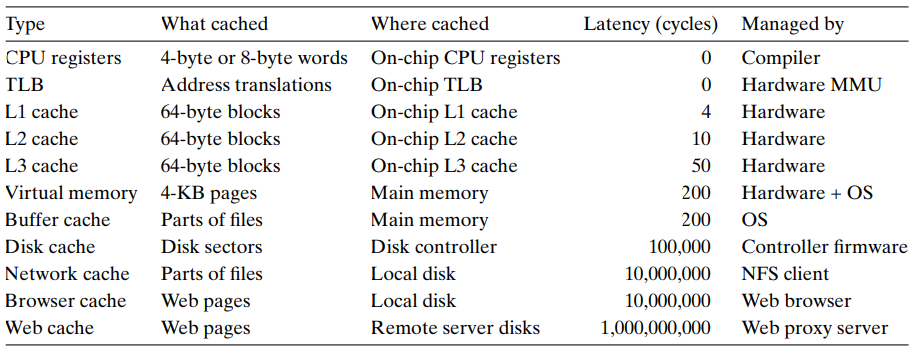 Type What cached Where cached Latency (cycles) Managed by
CPU registers 4-byte or 8-byte words On-chip CPU registers 0 Compiler
TLB Address translations On-chip TLB 0 Hardware MMU
L1 cache 64-byte blocks On-chip L1 cache 4 Hardware
L2 cache 64-byte blocks On-chip L2 cache 10 Hardware
L3 cache 64-byte blocks On-chip L3 cache 50 Hardware
Virtual memory 4-KB pages Main memory 200 Hardware + OS
Buffer cache Parts of files Main memory 200 OS
Disk cache Disk sectors Disk controller 100,000 Controller firmware
Network cache Parts of files Local disk 10,000,000 NFS client
Browser cache Web pages Local disk 10,000,000 Web browser
Web cache Web pages Remote server disks 1,000,000,000 Web proxy server